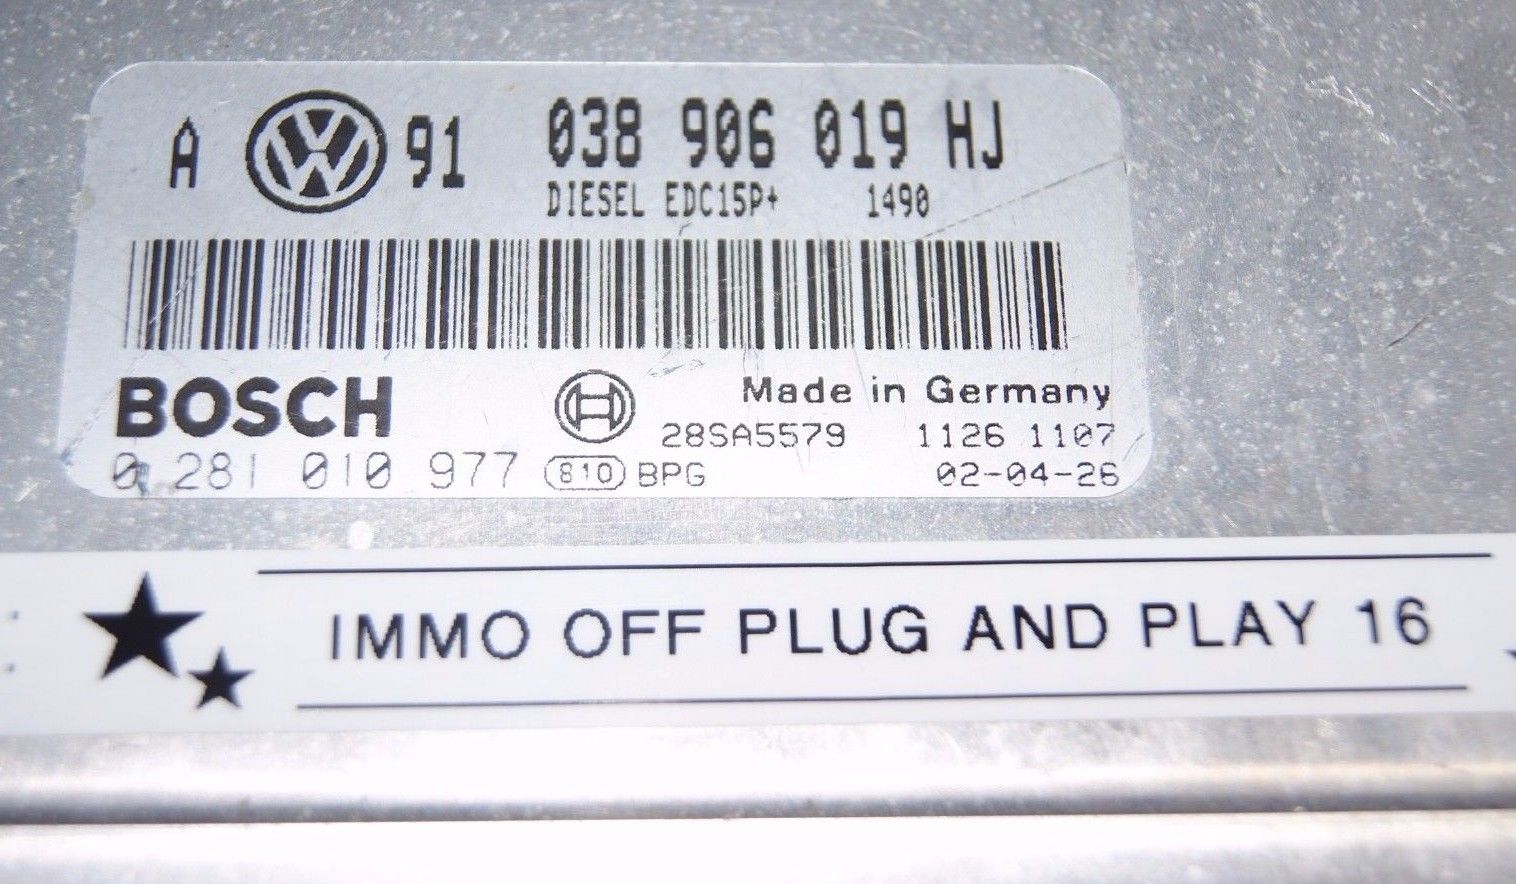 A VW 91 038 906 019 HJ
DIESEL EDC15P+ 1490
BOSCH Made in Germany
28SA5579 1126 1107
0 281 010 977 810 BPG 02-04-26
IMMO OFF PLUG AND PLAY 16